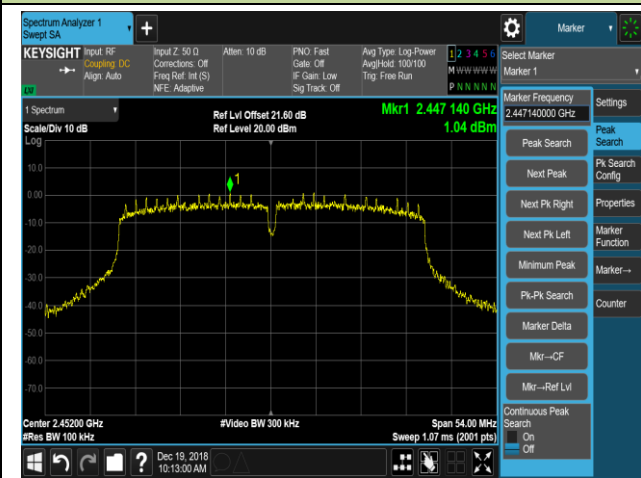 Spectrum Analyzer 1
Swept SA
Marker
KEYSIGHT
Input: RF
Coupling: DC
Align: Auto
Input Z: 50 Ω
Corrections: Off
Freq Ref: Int (S)
NFE: Adaptive
Atten: 10 dB
PNO: Fast
Gate: Off
IF Gain: Low
Sig Track: Off
Avg Type: Log-Power
Avg|Hold: 100/100
Trig: Free Run
1 2 3 4 5 6
M W W W W W
P N N N N N
Select Marker
Marker 1
1 Spectrum
Scale/Div 10 dB
Log
Ref Lvl Offset 21.60 dB
Ref Level 20.00 dBm
Mkr1 2.447 140 GHz
1.04 dBm
10.0
0.00
-10.0
-20.0
-30.0
-40.0
-50.0
-60.0
-70.0
1
Center 2.45200 GHz
#Res BW 100 kHz
#Video BW 300 kHz
Span 54.00 MHz
Sweep 1.07 ms (2001 pts)
Marker Frequency
2.447140000 GHz
Peak Search
Next Peak
Next Pk Right
Next Pk Left
Minimum Peak
Pk-Pk Search
Marker Delta
Mkr→CF
Mkr→Ref Lvl
Continuous Peak
Search
On
Off
Settings
Peak
Search
Pk Search
Config
Properties
Marker
Function
Marker→
Counter
?
Dec 19, 2018
10:13:00 AM